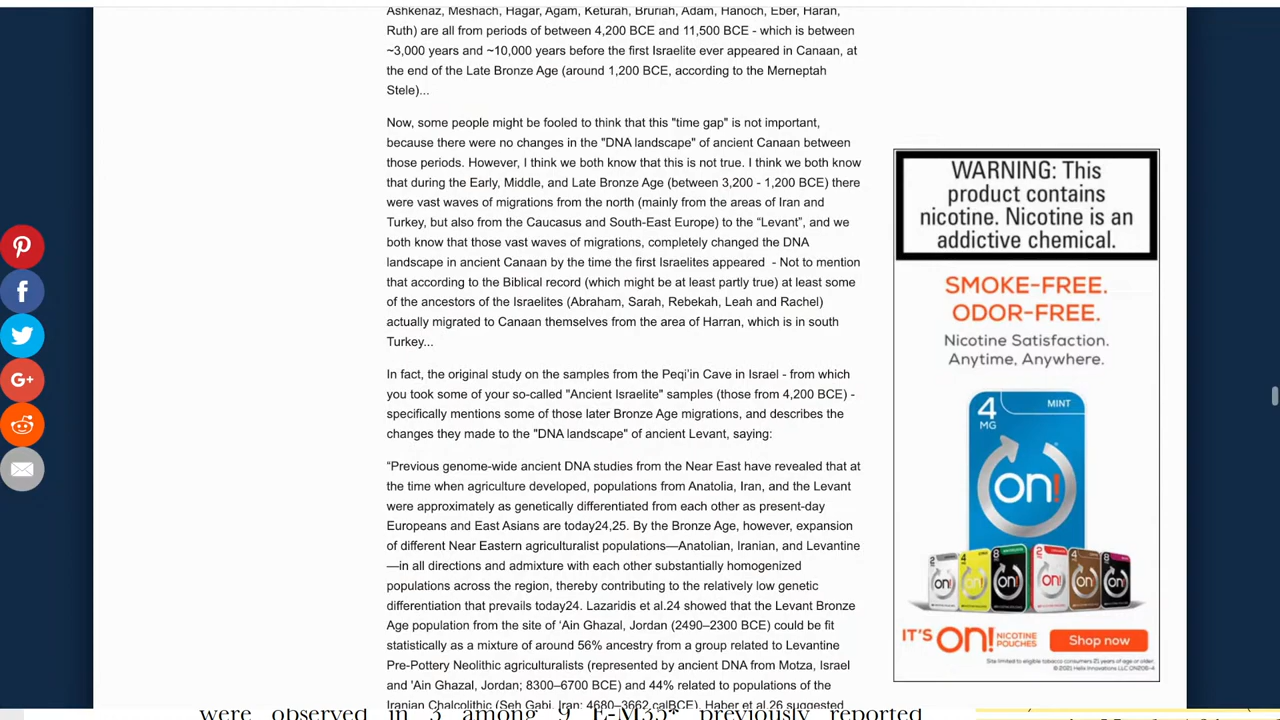 Ashkenaz, Meshach, Hagar, Agam, Keturah, Bruriah, Adam, Hanoch, Eber, Haran,
Ruth) are all from periods of between 4,200 BCE and 11,500 BCE - which is between
~3,000 years and ~10,000 years before the first Israelite ever appeared in Canaan, at
the end of the Late Bronze Age (around 1,200 BCE, according to the Merneptah
Stele)...
Now, some people might be fooled to think that this "time gap" is not important,
because there were no changes in the "DNA landscape" of ancient Canaan between
those periods. However, I think we both know that this is not true. I think we both know
that during the Early, Middle, and Late Bronze Age (between 3,200 - 1,200 BCE) there
were vast waves of migrations from the north (mainly from the areas of Iran and
Turkey, but also from the Caucasus and South-East Europe) to the “Levant”, and we
both know that those vast waves of migrations, completely changed the DNA
landscape in ancient Canaan by the time the first Israelites appeared - Not to mention
that according to the Biblical record (which might be at least partly true) at least some
of the ancestors of the Israelites (Abraham, Sarah, Rebekah, Leah and Rachel)
actually migrated to Canaan themselves from the area of Harran, which is in south
Turkey...
In fact, the original study on the samples from the Peqi’in Cave in Israel - from which
you took some of your so-called "Ancient Israelite" samples (those from 4,200 BCE) -
specifically mentions some of those later Bronze Age migrations, and describes the
changes they made to the "DNA landscape" of ancient Levant, saying:
“Previous genome-wide ancient DNA studies from the Near East have revealed that at
the time when agriculture developed, populations from Anatolia, Iran, and the Levant
were approximately as genetically differentiated from each other as present-day
Europeans and East Asians are today24,25. By the Bronze Age, however, expansion
of different Near Eastern agriculturalist populations—Anatolian, Iranian, and Levantine
—in all directions and admixture with each other substantially homogenized
populations across the region, thereby contributing to the relatively low genetic
differentiation that prevails today24. Lazaridis et al.24 showed that the Levant Bronze
Age population from the site of ‘Ain Ghazal, Jordan (2490–2300 BCE) could be fit
statistically as a mixture of around 56% ancestry from a group related to Levantine
Pre-Pottery Neolithic agriculturalists (represented by ancient DNA from Motza, Israel
and ‘Ain Ghazal, Jordan; 8300–6700 BCE) and 44% related to populations of the
were observed in
previously reported
WARNING: This
product contains
nicotine. Nicotine is an
addictive chemical.
SMOKE-FREE.
ODOR-FREE.
Nicotine Satisfaction.
Anytime, Anywhere.
4
MG
MINT
on!
on! on! on! on! on! on!
IT'S on! NICOTINE POUCHES
Shop now
Site limited to eligible tobacco consumers 21 years of age or older.